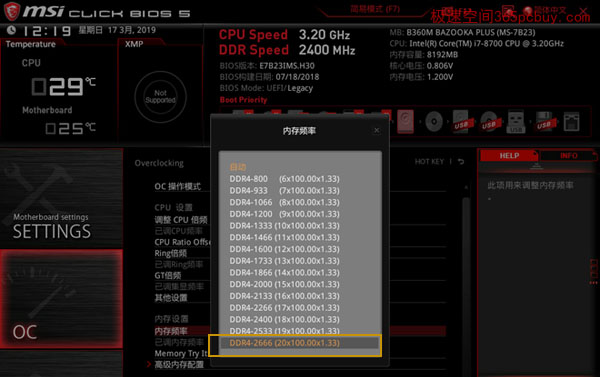 msi CLICK BIOS 5
简易模式 (F7)
简体中文
极速空间365pcbuy.com
12:19 星期日 17 3月, 2019
Temperature
XMP
CPU
029℃
Not Supported
Motherboard
025℃
CPU Speed 3.20 GHz
DDR Speed 2400 MHz
BIOS版本: E7B23IMS.H30
BIOS构建日期: 07/18/2018
BIOS Mode: UEFI/Legacy
Boot Priority
MB: B360M BAZOOKA PLUS (MS-7B23)
CPU: Intel(R) Core(TM) i7-8700 CPU @ 3.20GHz
内存容量: 8192MB
核心电压: 0.806V
内存电压: 1.200V
USB
USB
USB
USB
Motherboard settings
SETTINGS
OC
Overclocking
HOT KEY
OC 操作模式
CPU 设置
调整 CPU 倍频
已调CPU频率
CPU Ratio Offse
Ring倍频
已调Ring频率
GT倍频
已调集显频率
其他设置
内存设置
内存频率
已调内存频率
Memory Try It
高级内存配置
内存频率
×
自动
DDR4-800 (6x100.00x1.33)
DDR4-933 (7x100.00x1.33)
DDR4-1066 (8x100.00x1.33)
DDR4-1200 (9x100.00x1.33)
DDR4-1333 (10x100.00x1.33)
DDR4-1466 (11x100.00x1.33)
DDR4-1600 (12x100.00x1.33)
DDR4-1733 (13x100.00x1.33)
DDR4-1866 (14x100.00x1.33)
DDR4-2000 (15x100.00x1.33)
DDR4-2133 (16x100.00x1.33)
DDR4-2266 (17x100.00x1.33)
DDR4-2400 (18x100.00x1.33)
DDR4-2533 (19x100.00x1.33)
DDR4-2666 (20x100.00x1.33)
HELP
INFO
此项用来调整内存频率
。